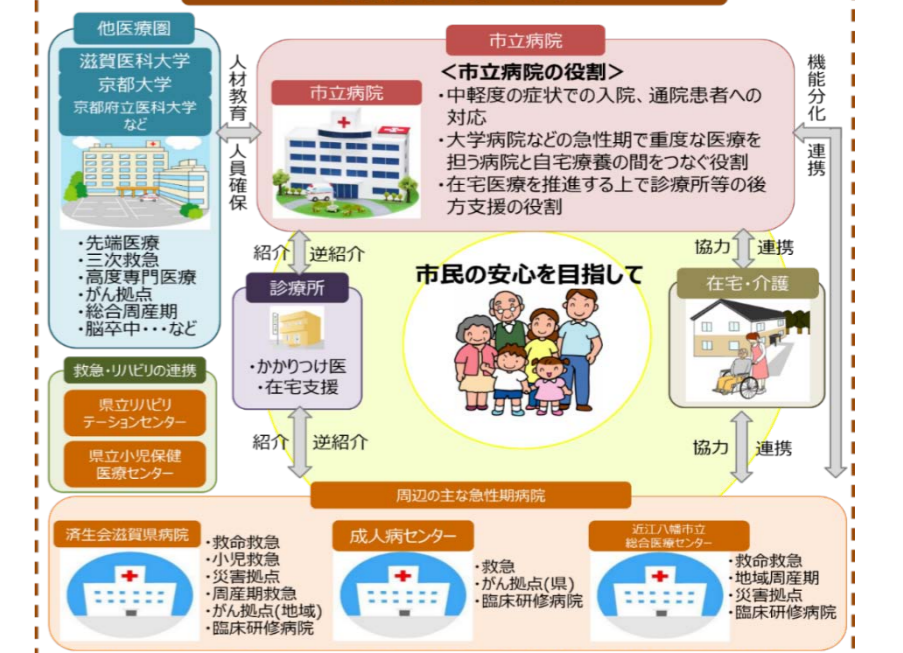 他医療圏
滋賀医科大学
京都大学
京都府立医科大学
など
・先端医療
・三次救急
・高度専門医療
・がん拠点
・総合周産期
・脳卒中・・・など
人材教育
人員確保
市立病院
市立病院
＜市立病院の役割＞
・中軽度の症状での入院、通院患者への
対応
・大学病院などの急性期で重度な医療を
担う病院と自宅療養の間をつなぐ役割
・在宅医療を推進する上で診療所等の後
方支援の役割
機能分化
連携
紹介
逆紹介
協力
連携
市民の安心を目指して
診療所
・かかりつけ医
・在宅支援
在宅・介護
救急・リハビリの連携
県立リハビリ
テーションセンター
県立小児保健
医療センター
紹介
逆紹介
協力
連携
周辺の主な急性期病院
済生会滋賀県病院
・救命救急
・小児救急
・災害拠点
・周産期救急
・がん拠点(地域)
・臨床研修病院
成人病センター
・救急
・がん拠点(県)
・臨床研修病院
近江八幡市立
総合医療センター
・救命救急
・地域周産期
・災害拠点
・臨床研修病院